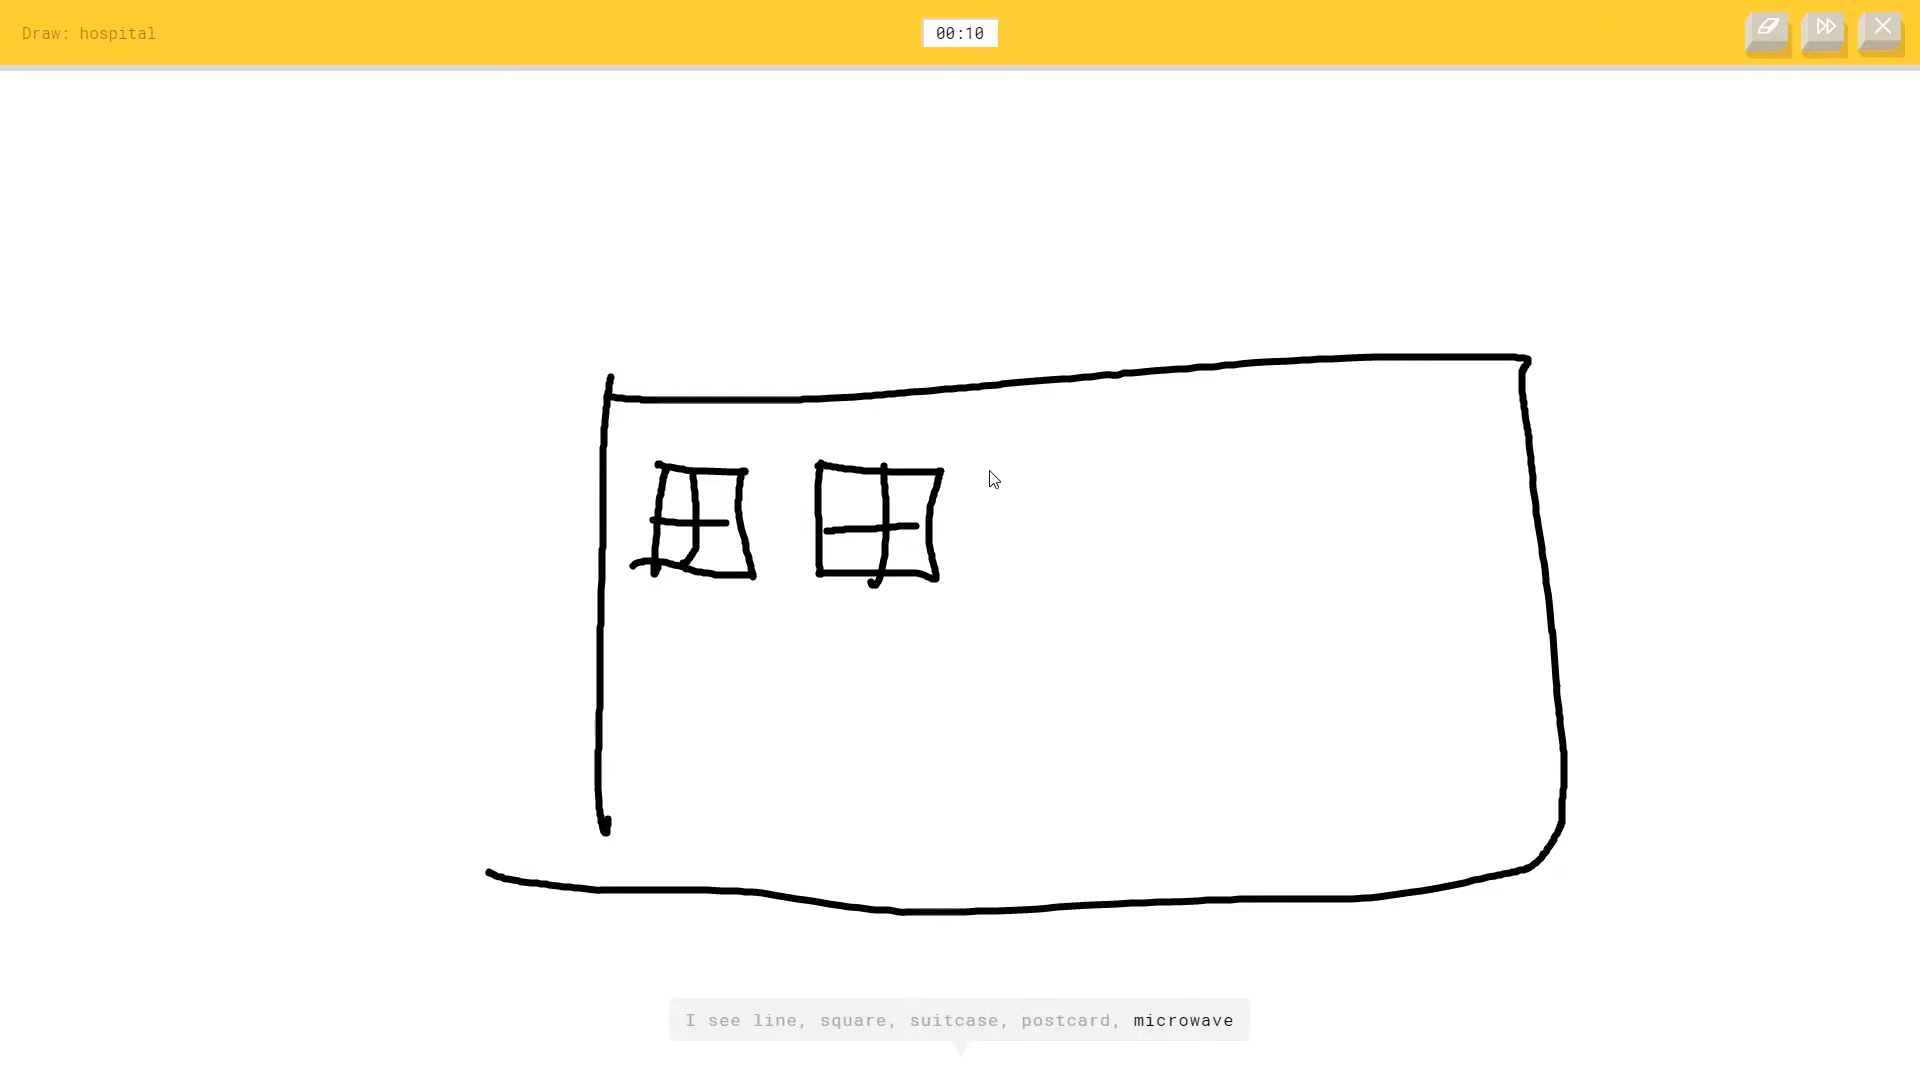 Draw: hospital
00:10
I see line, square, suitcase, postcard, microwave